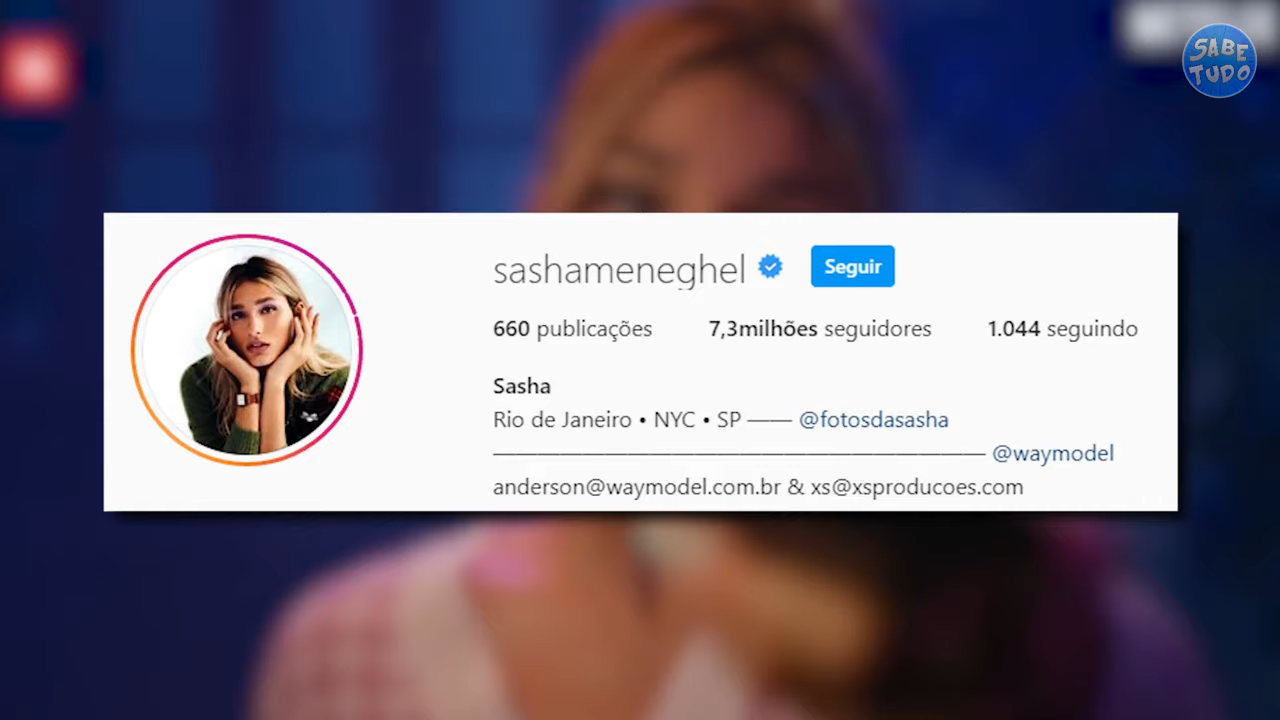 SABE
TUDO
sashameneghel Seguir
660 publicações 7,3milhões seguidores 1.044 seguindo
Sasha
Rio de Janeiro • NYC • SP —— @fotosdasasha
——————————————————————— @waymodel
anderson@waymodel.com.br & xs@xsproducoes.com